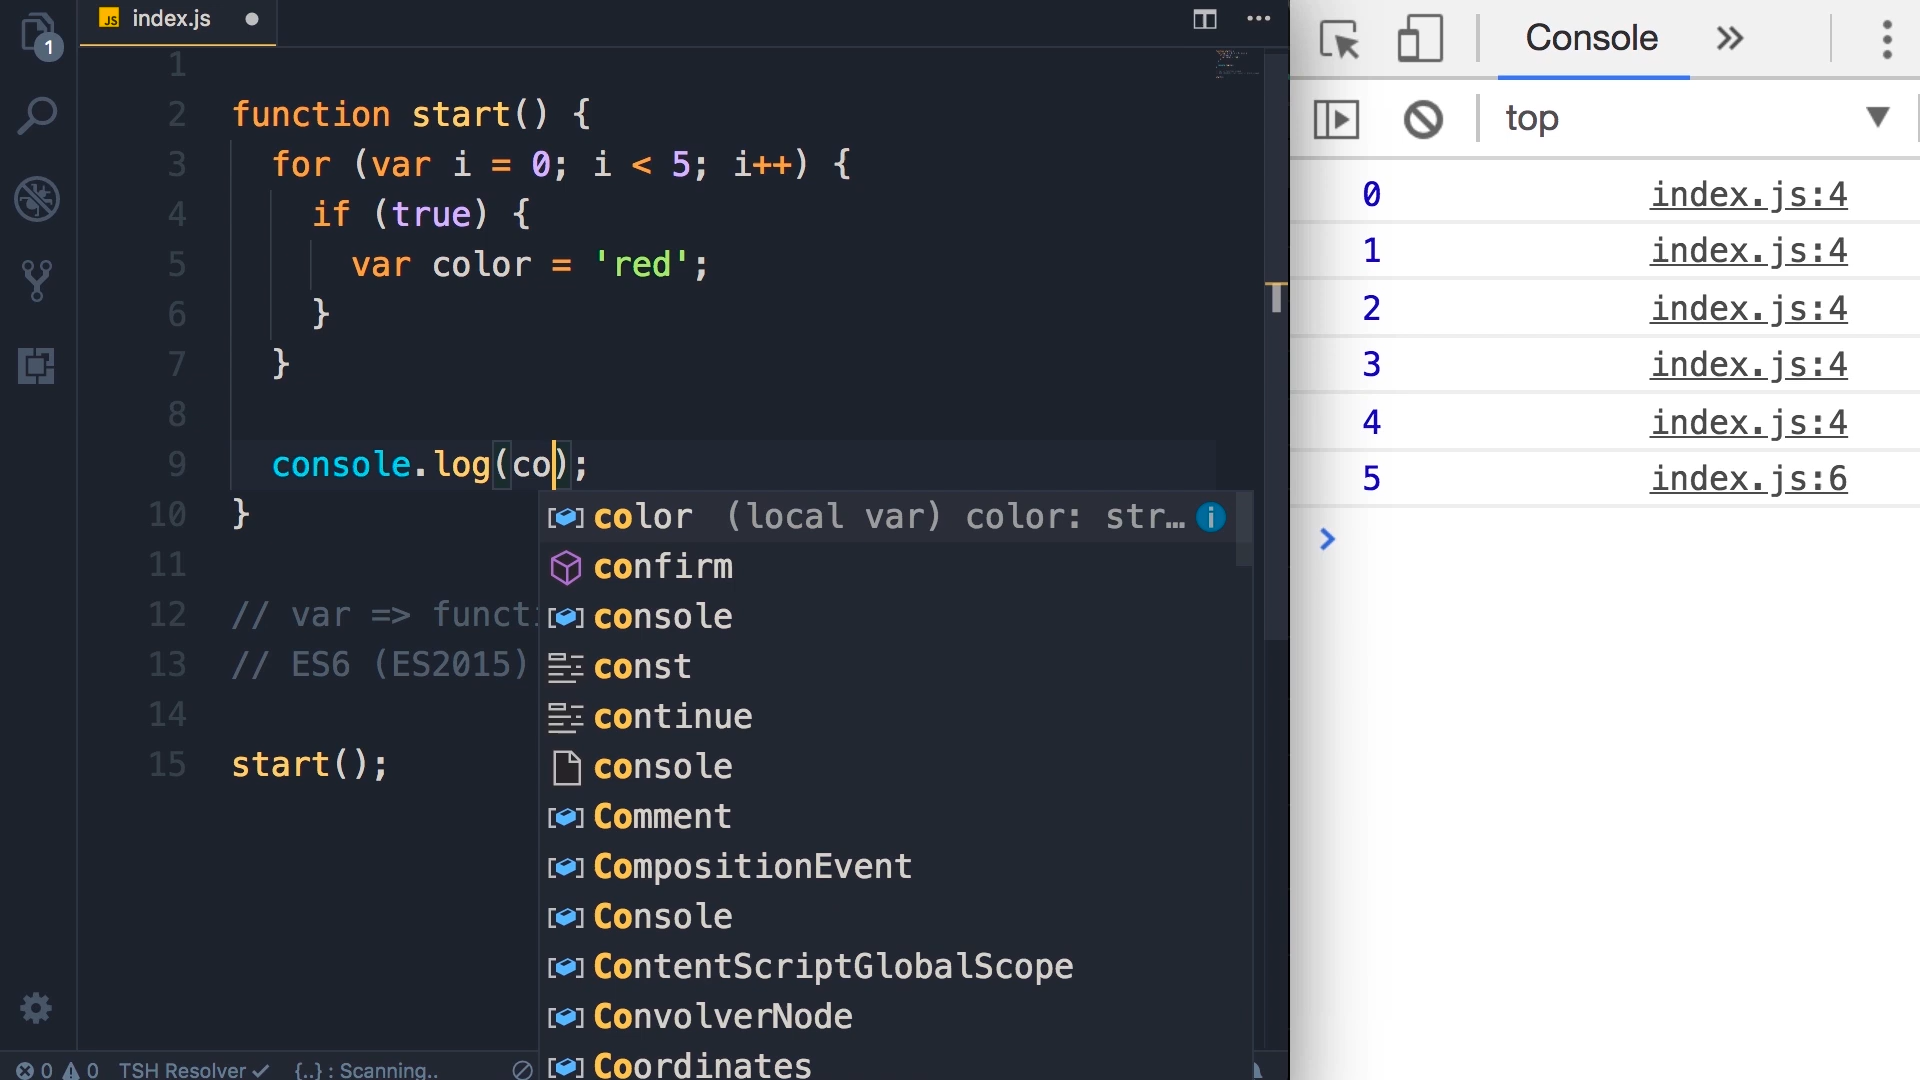 1
JS index.js
1
2 function start() {
3 for (var i = 0; i < 5; i++) {
4 if (true) {
5 var color = 'red';
6 }
7 }
8
9 console.log(co);
10 }
11
12 // var => functi
13 // ES6 (ES2015)
14
15 start();
color (local var) color: str…
confirm
console
const
continue
console
Comment
CompositionEvent
Console
ContentScriptGlobalScope
ConvolverNode
Coordinates
0 0 TSH Resolver {..} : Scanning..
Console
top
0 index.js:4
1 index.js:4
2 index.js:4
3 index.js:4
4 index.js:4
5 index.js:6